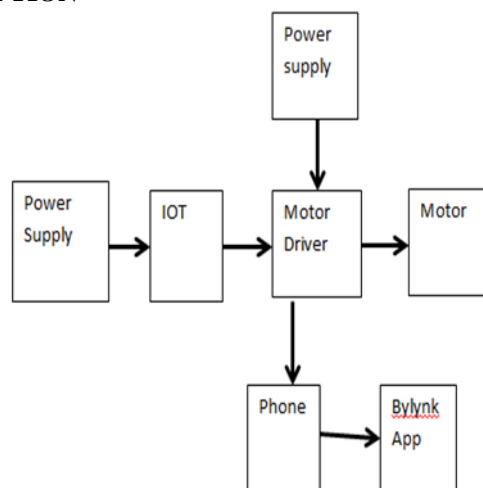 Power
supply
Power
Supply
IOT
Motor
Driver
Motor
Phone
Bylynk
App